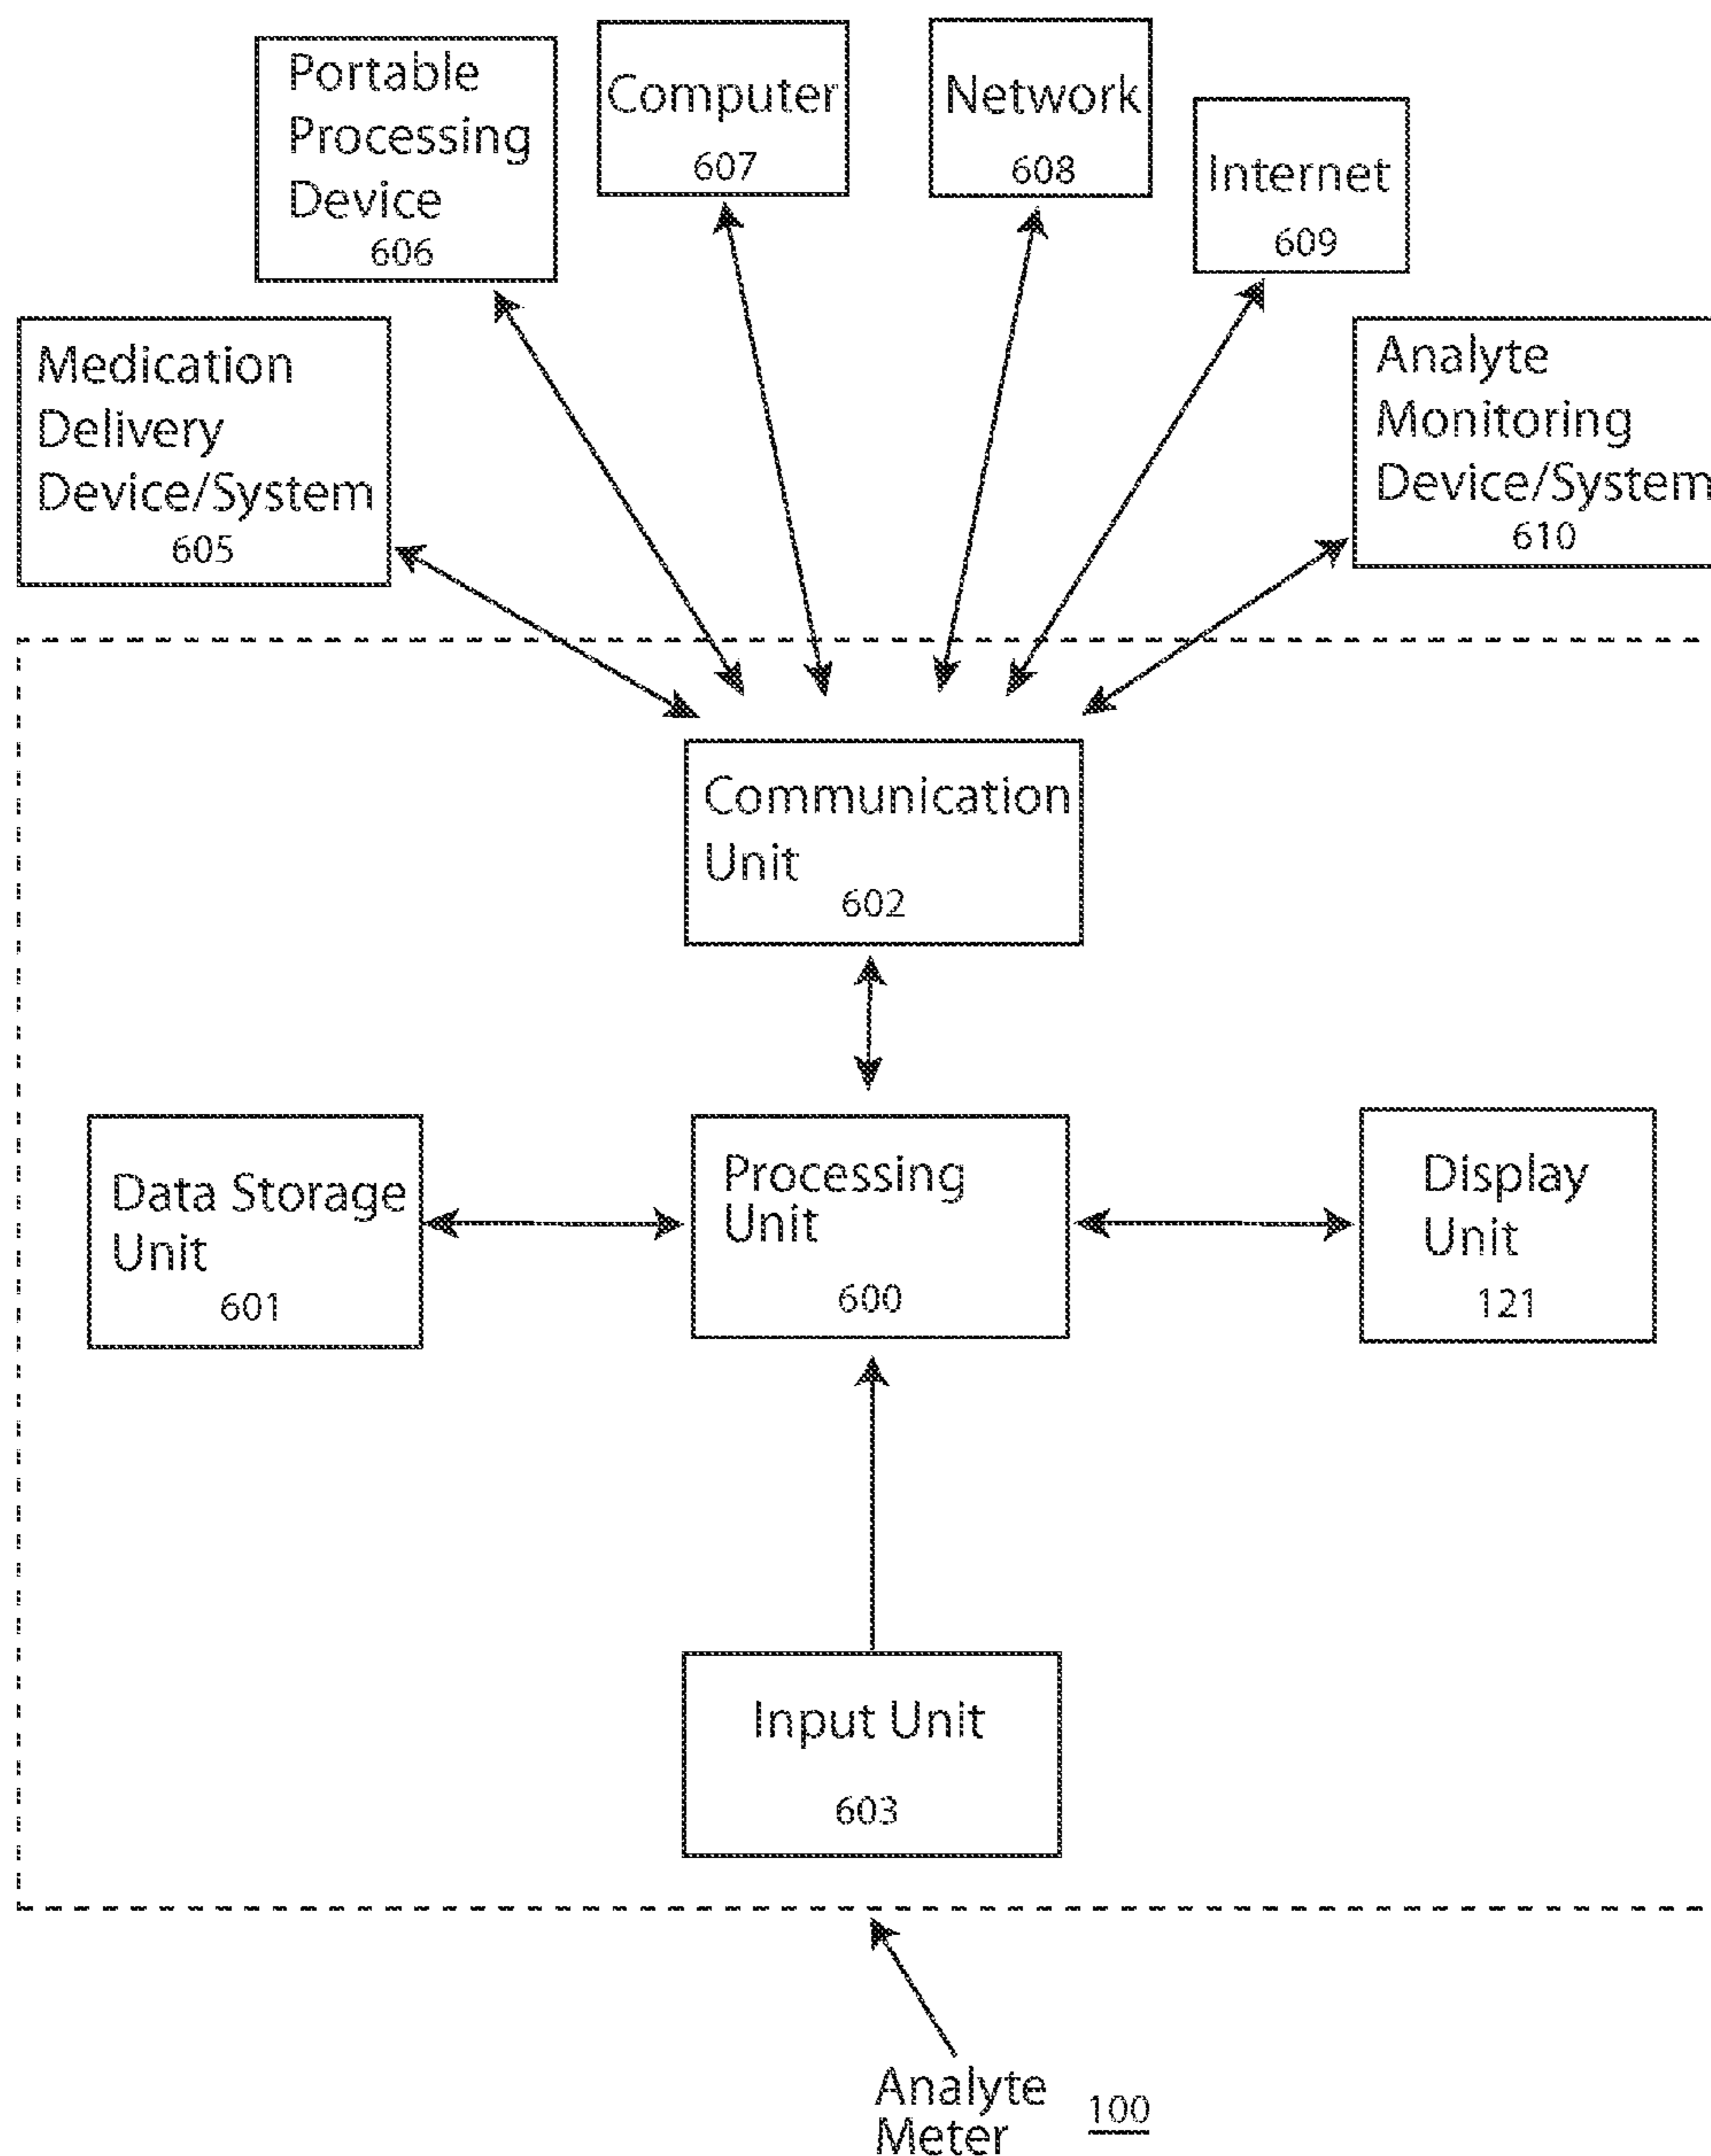 Portable
Processing
Device
606
Computer
607
Network
608
Internet
609
Medication
Delivery
Device/System
605
Analyte
Monitoring
Device/System
610
Communication
Unit
602
Data Storage
Unit
601
Processing
Unit
600
Display
Unit
121
Input Unit
603
Analyte
Meter
100